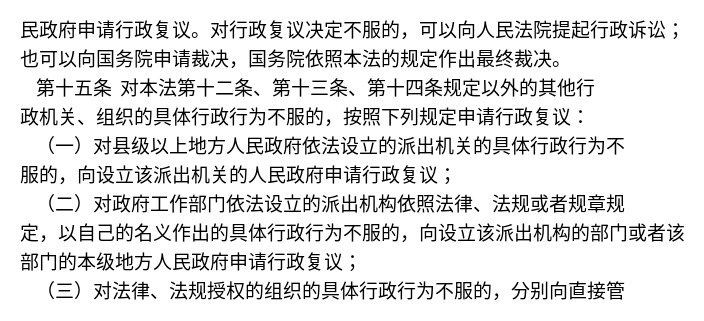 民政府申请行政复议。对行政复议决定不服的，可以向人民法院提起行政诉讼；
也可以向国务院申请裁决，国务院依照本法的规定作出最终裁决。
第十五条 对本法第十二条、第十三条、第十四条规定以外的其他行
政机关、组织的具体行政行为不服的，按照下列规定申请行政复议：
（一）对县级以上地方人民政府依法设立的派出机关的具体行政行为不
服的，向设立该派出机关的人民政府申请行政复议；
（二）对政府工作部门依法设立的派出机构依照法律、法规或者规章规
定，以自己的名义作出的具体行政行为不服的，向设立该派出机构的部门或者该
部门的本级地方人民政府申请行政复议；
（三）对法律、法规授权的组织的具体行政行为不服的，分别向直接管